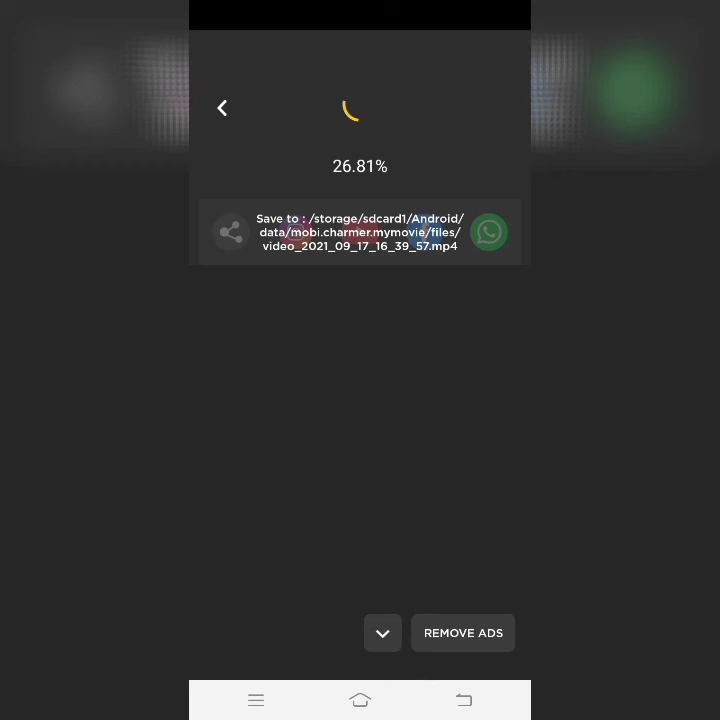 26.81%
Save to : /storage/sdcard1/Android/
data/mobi.charmer.mymovie/files/
video_2021_09_17_16_39_57.mp4
REMOVE ADS